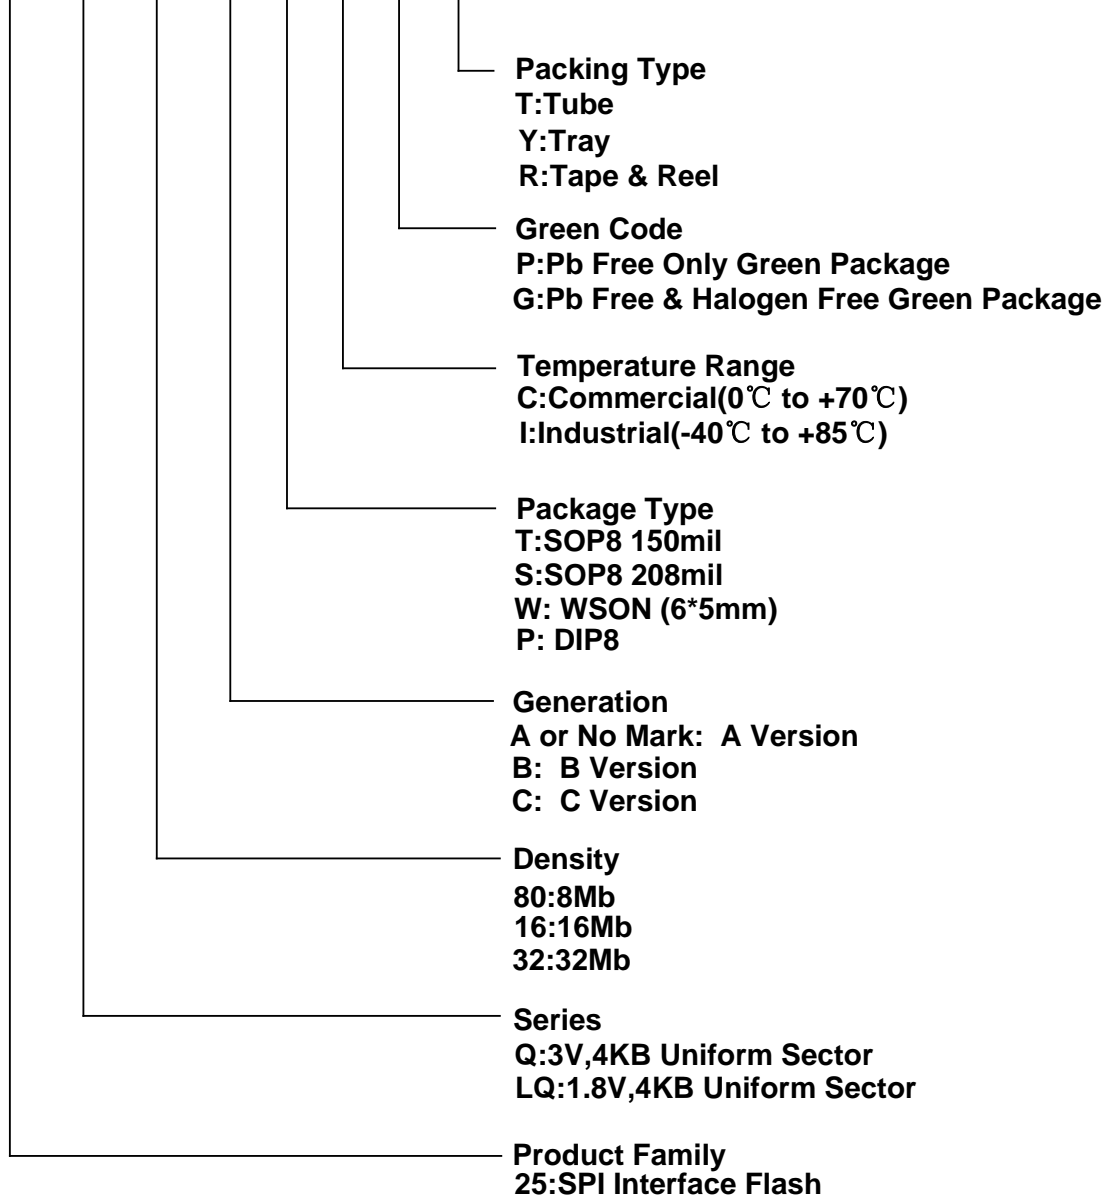 Packing Type
T:Tube
Y:Tray
R:Tape & Reel
Green Code
P:Pb Free Only Green Package
G:Pb Free & Halogen Free Green Package
Temperature Range
C:Commercial(0℃ to +70℃)
I:Industrial(-40℃ to +85℃)
Package Type
T:SOP8 150mil
S:SOP8 208mil
W: WSON (6*5mm)
P: DIP8
Generation
A or No Mark: A Version
B: B Version
C: C Version
Density
80:8Mb
16:16Mb
32:32Mb
Series
Q:3V,4KB Uniform Sector
LQ:1.8V,4KB Uniform Sector
Product Family
25:SPI Interface Flash